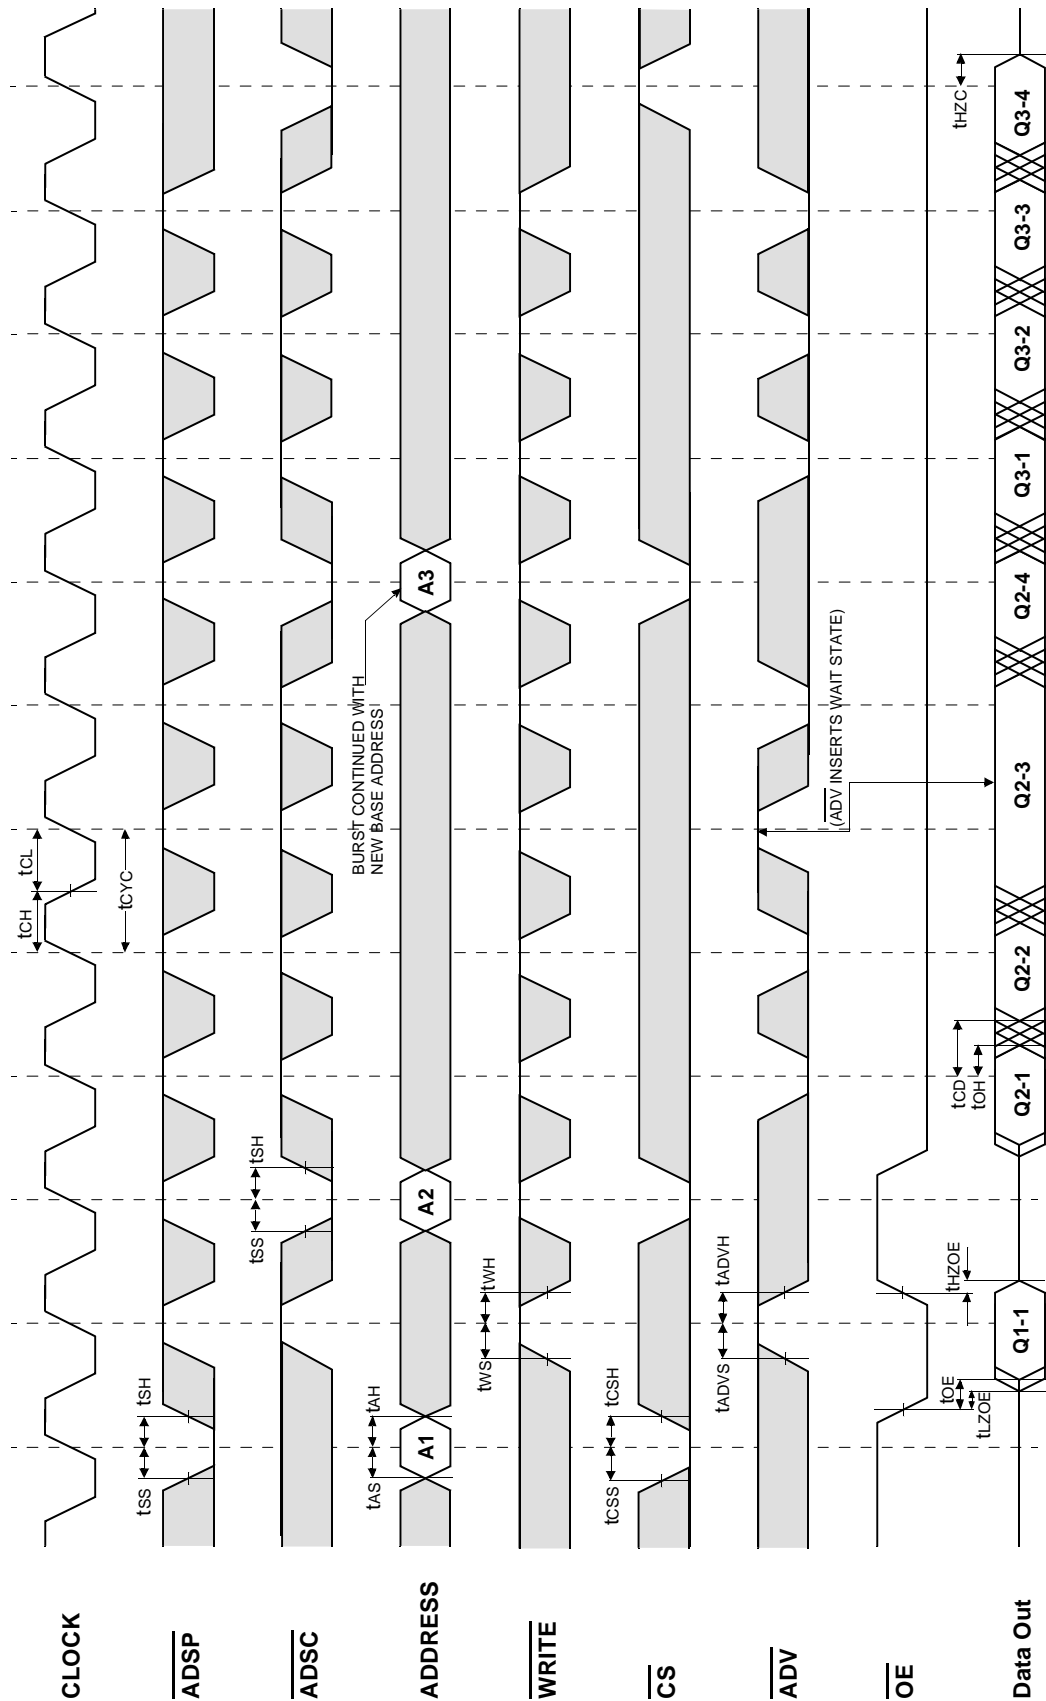 CLOCK
tCH
tCL
tCYC
ADSP
tSS
tSH
ADSC
tSS
tSH
ADDRESS
tAS
tAH
A1
A2
A3
BURST CONTINUED WITH
NEW BASE ADDRESS
WRITE
tWS
tWH
CS
tCSS
tCSH
ADV
tADVS
tADVH
(ADV INSERTS WAIT STATE)
OE
tOE
tLZOE
tHZOE
tCD
tOH
tHZC
Data Out
Q1-1
Q2-1
Q2-2
Q2-3
Q2-4
Q3-1
Q3-2
Q3-3
Q3-4